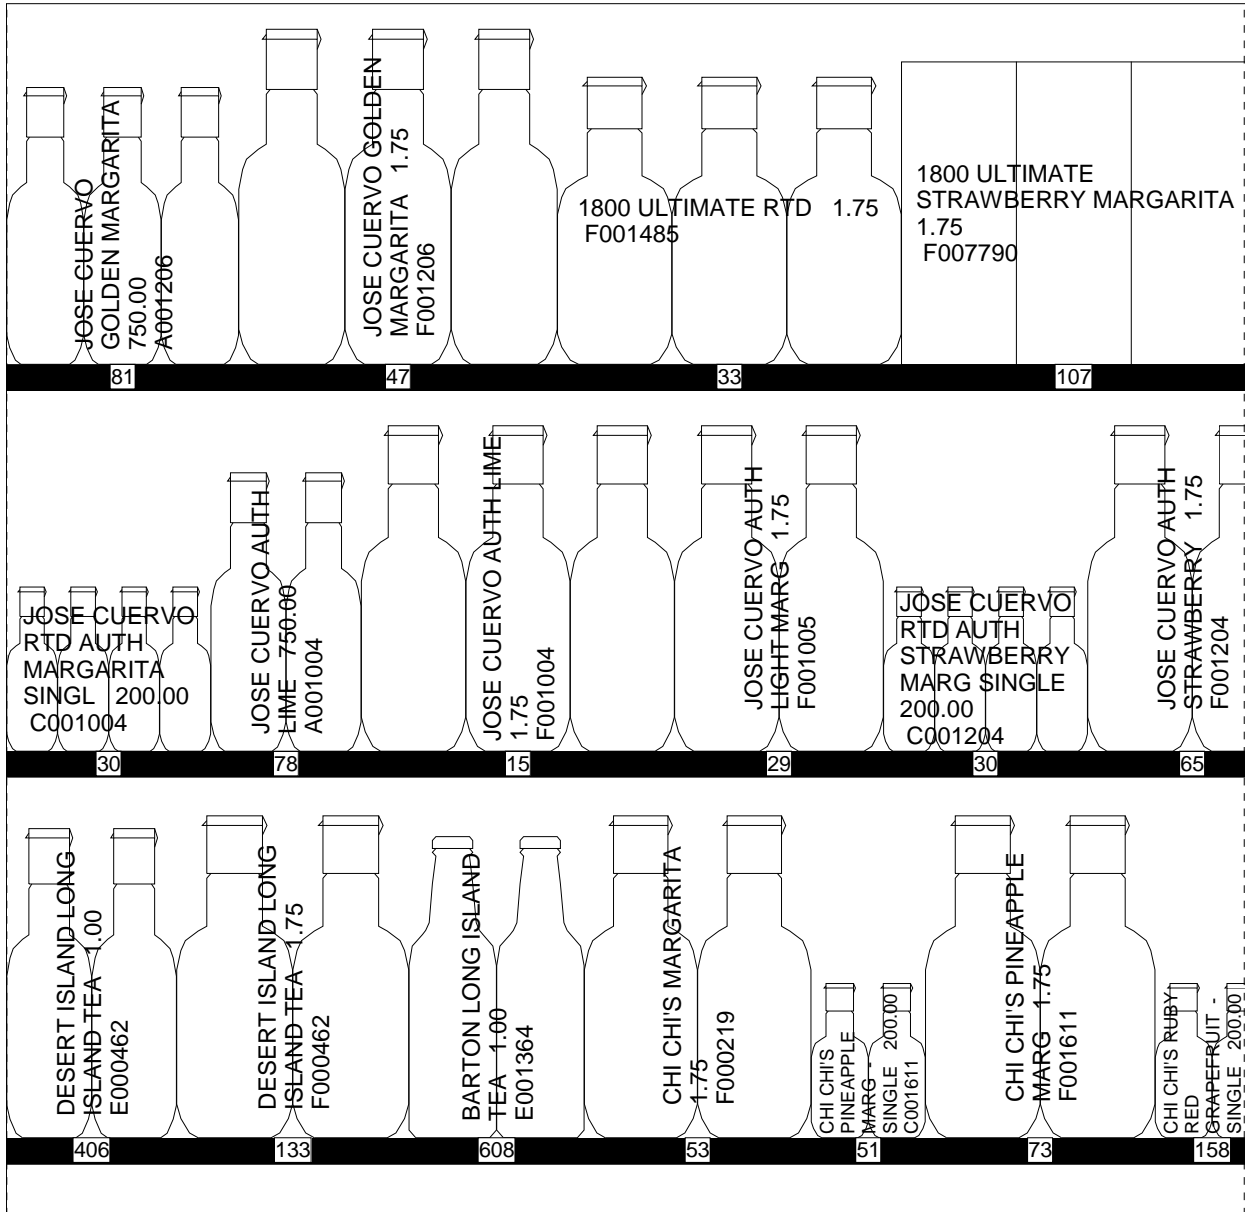 JOSE CUERVO
GOLDEN MARGARITA
750.00
A001206
JOSE CUERVO GOLDEN
MARGARITA 1.75
F001206
1800 ULTIMATE RTD 1.75
F001485
1800 ULTIMATE
STRAWBERRY MARGARITA
1.75
F007790
81
47
33
107
JOSE CUERVO
RTD AUTH
MARGARITA
SINGL 200.00
C001004
JOSE CUERVO AUTH
LIME 750.00
A001004
JOSE CUERVO AUTH LIME
1.75
F001004
JOSE CUERVO AUTH
LIGHT MARG 1.75
F001005
JOSE CUERVO
RTD AUTH
STRAWBERRY
MARG SINGLE
200.00
C001204
JOSE CUERVO AUTH
STRAWBERRY 1.75
F001204
30
78
15
29
30
65
DESERT ISLAND LONG
ISLAND TEA 1.00
E000462
DESERT ISLAND LONG
ISLAND TEA 1.75
F000462
BARTON LONG ISLAND
TEA 1.00
E001364
CHI CHI'S MARGARITA
1.75
F000219
CHI CHI'S
PINEAPPLE
MARG -
SINGLE 200.00
C001611
CHI CHI'S PINEAPPLE
MARG 1.75
F001611
CHI CHI'S RUBY
RED
GRAPEFRUIT -
SINGLE 200.00
406
133
608
53
51
73
158